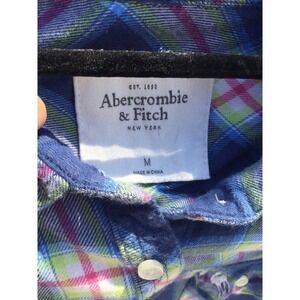 EST. 1892
Abercrombie
& Fitch
NEW YORK
M
MADE IN CHINA